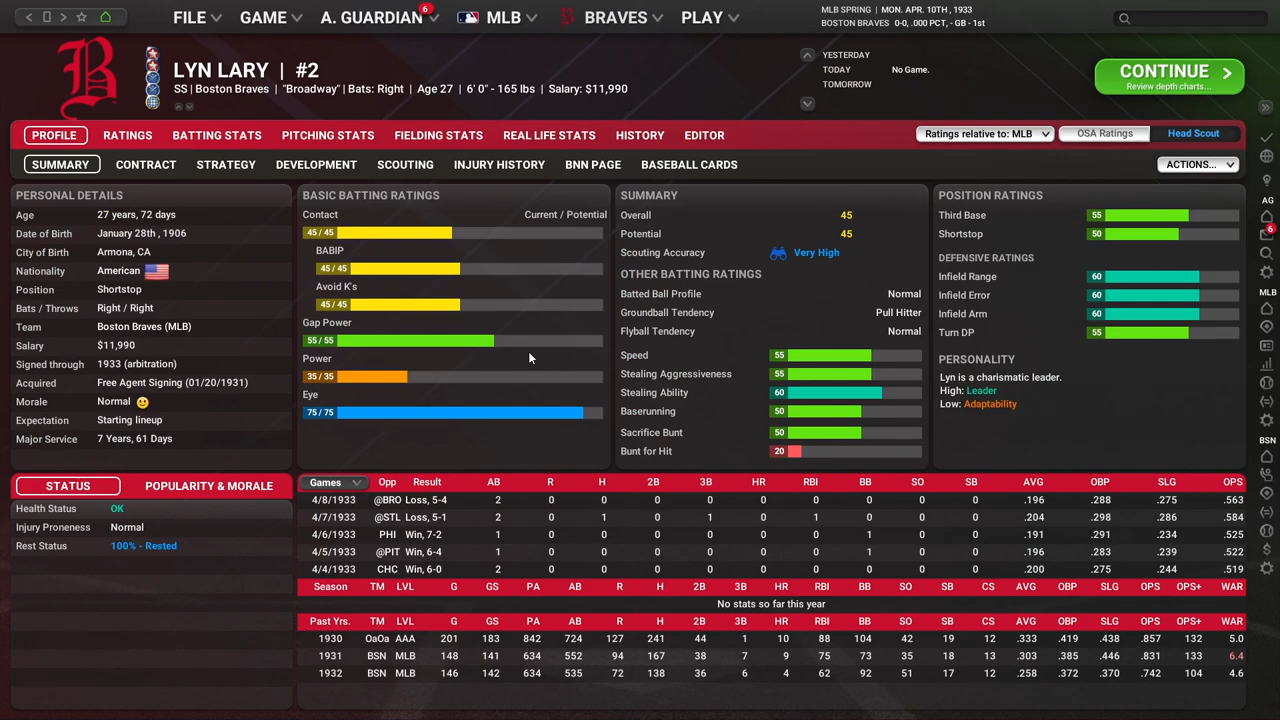 FILE GAME A. GUARDIAN 6 MLB BRAVES PLAY
MLB SPRING | MON. APR. 10TH, 1933
BOSTON BRAVES 0-0, .000 PCT, - GB - 1st
LYN LARY | #2
SS | Boston Braves | "Broadway" | Bats: Right | Age 27 | 6' 0" - 165 lbs | Salary: $11,990
YESTERDAY
TODAY No Game.
TOMORROW
CONTINUE
Review depth charts...
PROFILE RATINGS BATTING STATS PITCHING STATS FIELDING STATS REAL LIFE STATS HISTORY EDITOR
Ratings relative to: MLB OSA Ratings Head Scout
SUMMARY CONTRACT STRATEGY DEVELOPMENT SCOUTING INJURY HISTORY BNN PAGE BASEBALL CARDS ACTIONS...
PERSONAL DETAILS
Age 27 years, 72 days
Date of Birth January 28th , 1906
City of Birth Armona, CA
Nationality American
Position Shortstop
Bats / Throws Right / Right
Team Boston Braves (MLB)
Salary $11,990
Signed through 1933 (arbitration)
Acquired Free Agent Signing (01/20/1931)
Morale Normal
Expectation Starting lineup
Major Service 7 Years, 61 Days
BASIC BATTING RATINGS
Contact Current / Potential
45 / 45
BABIP
45 / 45
Avoid K's
45 / 45
Gap Power
55 / 55
Power
35 / 35
Eye
75 / 75
SUMMARY
Overall 45
Potential 45
Scouting Accuracy Very High
OTHER BATTING RATINGS
Batted Ball Profile Normal
Groundball Tendency Pull Hitter
Flyball Tendency Normal
Speed 55
Stealing Aggressiveness 55
Stealing Ability 60
Baserunning 50
Sacrifice Bunt 50
Bunt for Hit 20
POSITION RATINGS
Third Base 55
Shortstop 50
DEFENSIVE RATINGS
Infield Range 60
Infield Error 60
Infield Arm 60
Turn DP 55
PERSONALITY
Lyn is a charismatic leader.
High: Leader
Low: Adaptability
AG
6
MLB
BSN
STATUS POPULARITY & MORALE
Health Status OK
Injury Proneness Normal
Rest Status 100% - Rested
Games Opp Result AB R H 2B 3B HR RBI BB SO SB AVG OBP SLG OPS
4/8/1933 @BRO Loss, 5-4 2 0 0 0 0 0 0 0 0 0 .196 .288 .275 .563
4/7/1933 @STL Loss, 5-1 2 0 1 0 1 0 1 0 0 0 .204 .298 .286 .584
4/6/1933 PHI Win, 7-2 1 0 0 0 0 0 0 1 0 0 .191 .291 .234 .525
4/5/1933 @PIT Win, 6-4 1 0 0 0 0 0 0 1 0 0 .196 .283 .239 .522
4/4/1933 CHC Win, 6-0 2 0 0 0 0 0 0 0 0 0 .200 .275 .244 .519
Season TM LVL G GS PA AB R H 2B 3B HR RBI BB SO SB CS AVG OBP SLG OPS OPS+ WAR
No stats so far this year
Past Yrs. TM LVL G GS PA AB R H 2B 3B HR RBI BB SO SB CS AVG OBP SLG OPS OPS+ WAR
1930 OaOa AAA 201 183 842 724 127 241 44 1 10 88 104 42 19 12 .333 .419 .438 .857 132 5.0
1931 BSN MLB 148 141 634 552 94 167 38 7 9 75 73 35 18 13 .303 .385 .446 .831 133 6.4
1932 BSN MLB 146 142 634 535 72 138 36 6 4 62 92 51 17 12 .258 .372 .370 .742 104 4.6